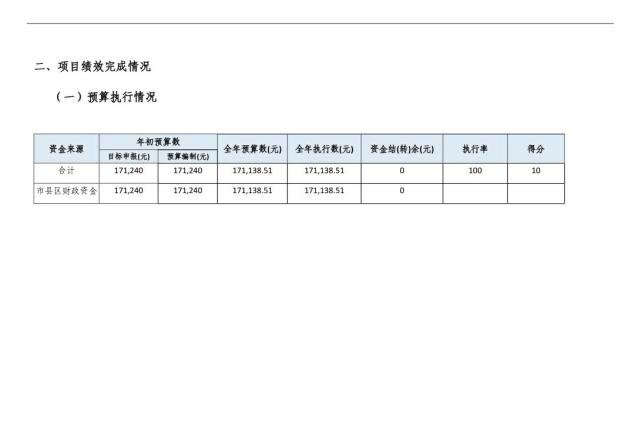 二、项目绩效完成情况
（一）预算执行情况
资金来源 年初预算数 全年预算数(元) 全年执行数(元) 资金结(转)余(元) 执行率 得分
目标申报(元) 预算编制(元)
合计 171,240 171,240 171,138.51 171,138.51 0 100 10
市县区财政资金 171,240 171,240 171,138.51 171,138.51 0